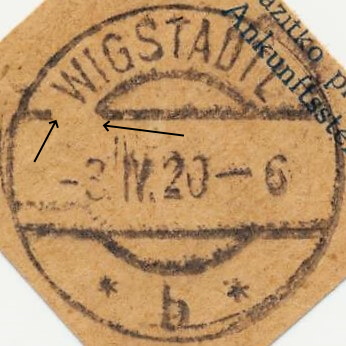 WIGSTADTL
-3.IV.20-6
* b *
Ankunftsste